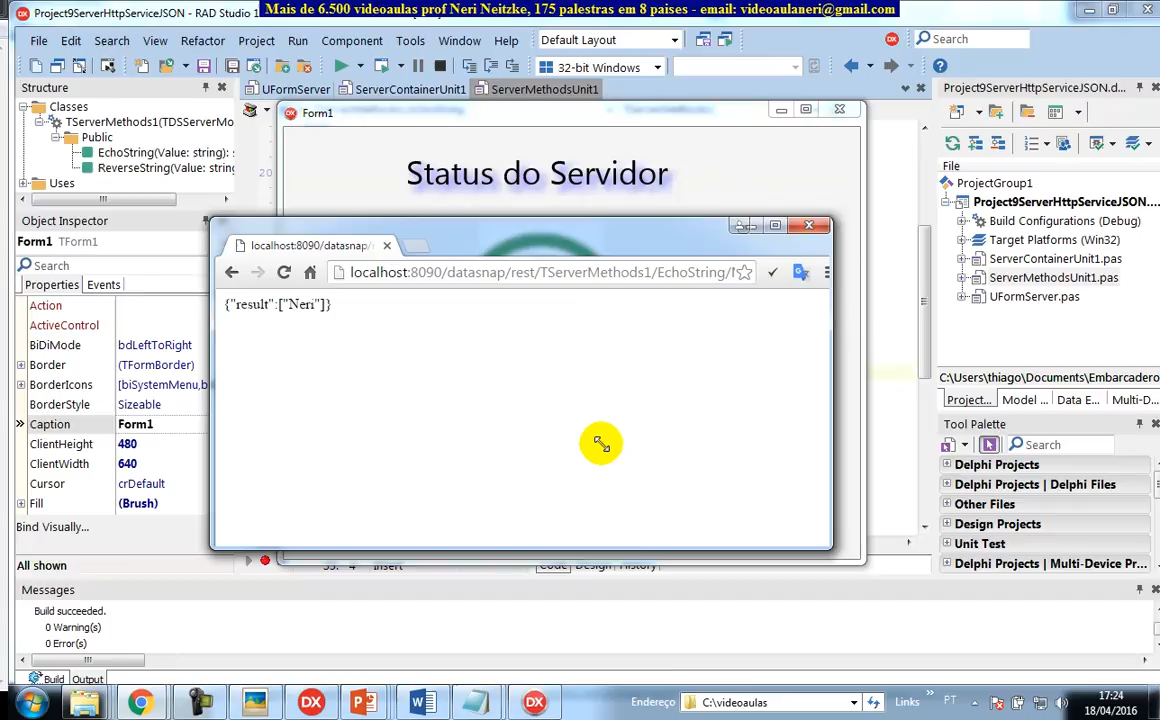 Mais de 6.500 videoaulas prof Neri Neitzke, 175 palestras em 8 paises - email: videoaulaneri@gmail.com
Project9ServerHttpServiceJSON - RAD Studio 1
File Edit Search View Refactor Project Run Component Tools Window Help Default Layout Search
32-bit Windows
Structure
UFormServer ServerContainerUnit1 ServerMethodsUnit1
Classes
TServerMethods1(TDSServerMo
Public
EchoString(Value: string):
ReverseString(Value: string
Uses
20
Form1
Status do Servidor
Object Inspector
Form1 TForm1
Search
Properties Events
Action
ActiveControl
BiDiMode bdLeftToRight
Border (TFormBorder)
BorderIcons [biSystemMenu,b
BorderStyle Sizeable
Caption Form1
ClientHeight 480
ClientWidth 640
Cursor crDefault
Fill (Brush)
Bind Visually...
All shown
localhost:8090/datasnap/
localhost:8090/datasnap/rest/TServerMethods1/EchoString/
{"result":["Neri"]}
Insert
Code Design History
Project9ServerHttpServiceJSON.d...
File
ProjectGroup1
Project9ServerHttpServiceJSON....
Build Configurations (Debug)
Target Platforms (Win32)
ServerContainerUnit1.pas
ServerMethodsUnit1.pas
UFormServer.pas
C:\Users\thiago\Documents\Embarcadero
Project... Model ... Data E... Multi-D...
Tool Palette
Search
Delphi Projects
Delphi Projects | Delphi Files
Other Files
Design Projects
Unit Test
Delphi Projects | Multi-Device Pr...
Messages
Build succeeded.
0 Warning(s)
0 Error(s)
Build Output
Endereço C:\videoaulas Links PT
17:24
18/04/2016